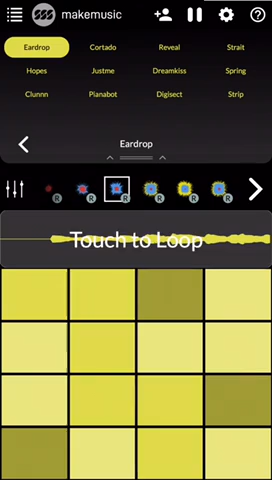 makemusic
Eardrop Cortado Reveal Strait
Hopes Justme Dreamkiss Spring
Clunnn Pianabot Digisect Strip
Eardrop
R R R R R R
Touch to Loop